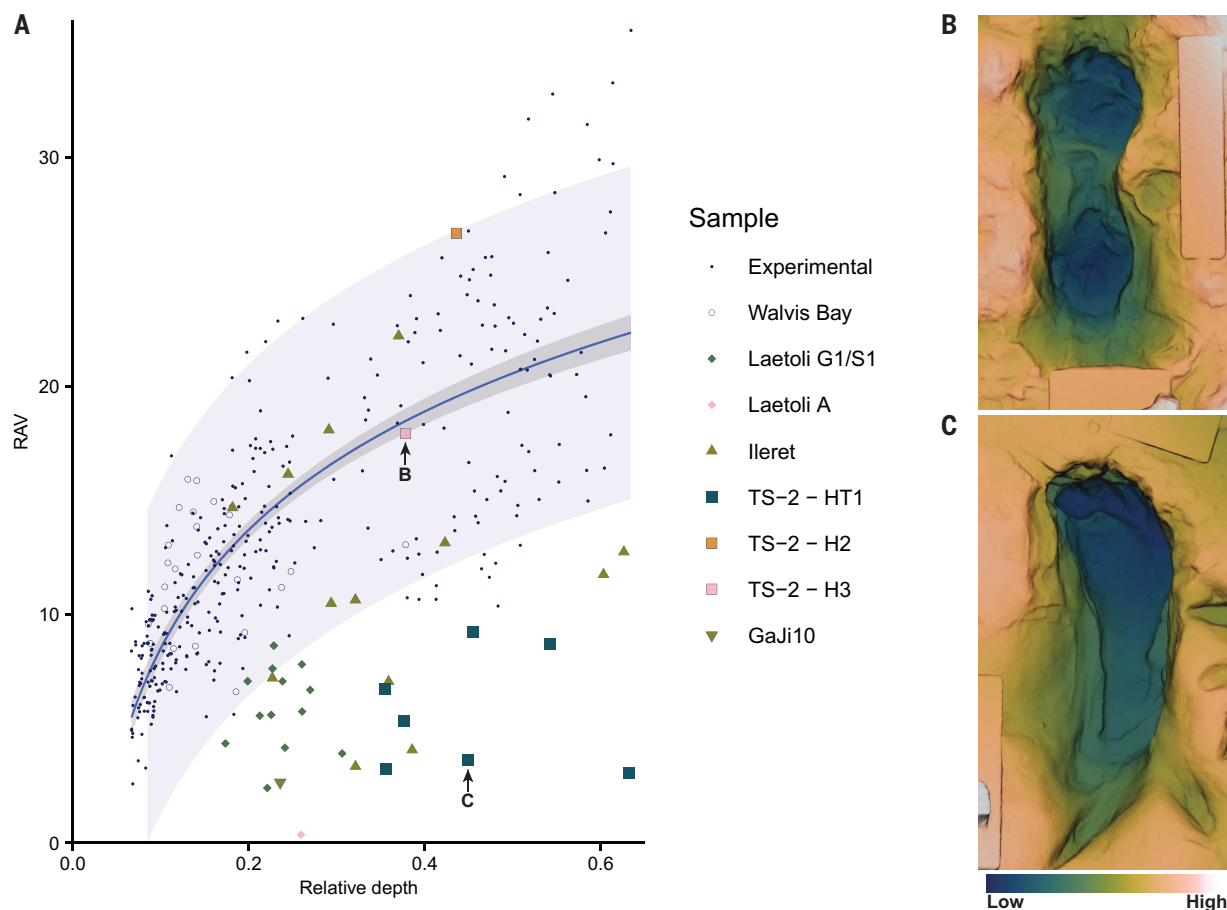 A
RAV
30
20
10
0
0.0
0.2
0.4
0.6
Relative depth
B
C
Sample
Experimental
Walvis Bay
Laetoli G1/S1
Laetoli A
Ileret
TS−2 − HT1
TS−2 − H2
TS−2 − H3
GaJi10
B
C
Low
High